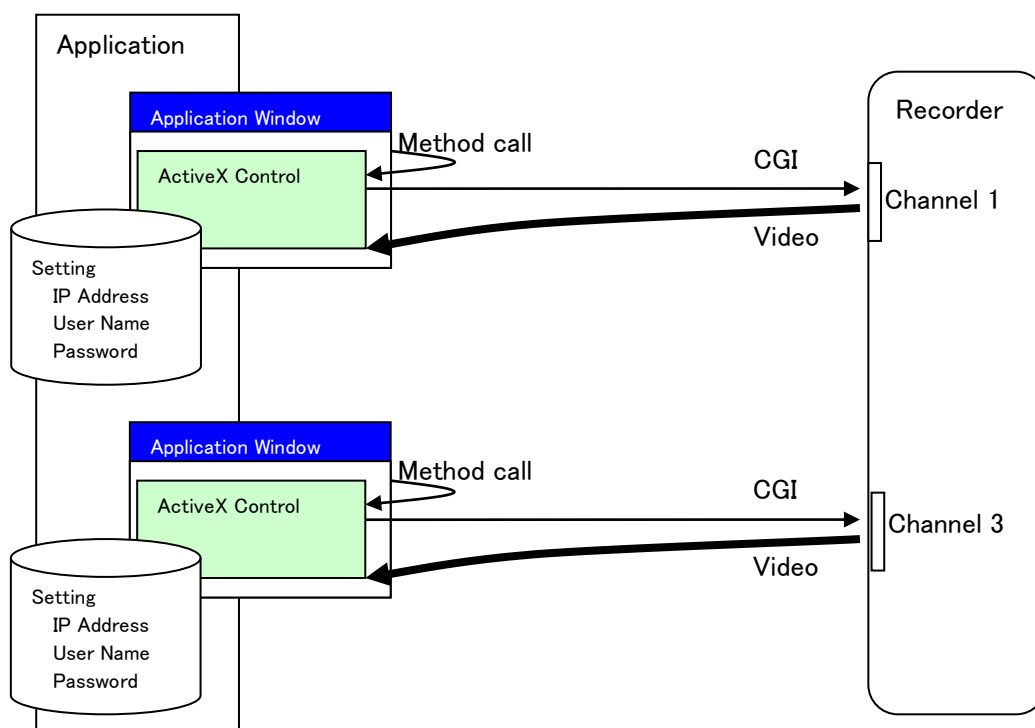 Application
Application Window
ActiveX Control
Method call
CGI
Video
Setting
IP Address
User Name
Password
Recorder
Channel 1
Application Window
ActiveX Control
Method call
CGI
Video
Setting
IP Address
User Name
Password
Channel 3